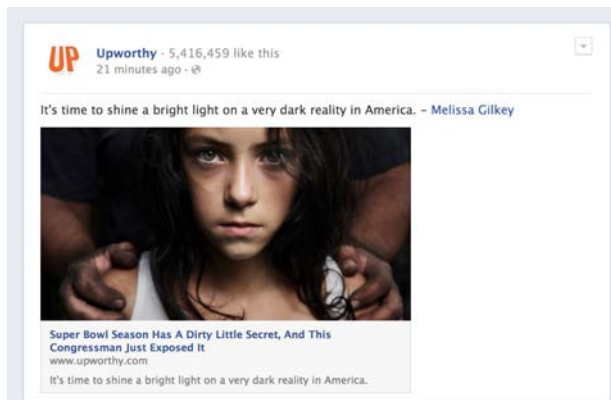 UP
Upworthy · 5,416,459 like this
21 minutes ago ·
It's time to shine a bright light on a very dark reality in America. – Melissa Gilkey
Super Bowl Season Has A Dirty Little Secret, And This
Congressman Just Exposed It
www.upworthy.com
It's time to shine a bright light on a very dark reality in America.